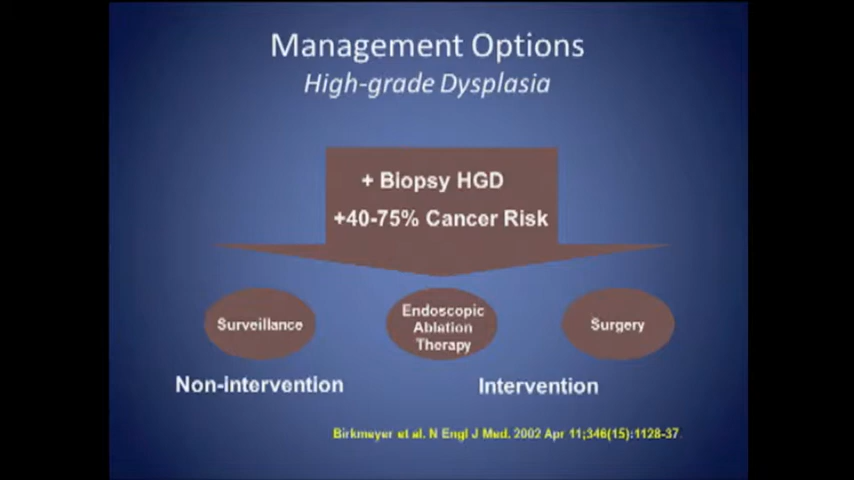 Management Options
High-grade Dysplasia
+ Biopsy HGD
+40-75% Cancer Risk
Surveillance
Endoscopic
Ablation
Therapy
Surgery
Non-intervention
Intervention
Birkmeyer et al. N Engl J Med. 2002 Apr 11;346(15):1128-37